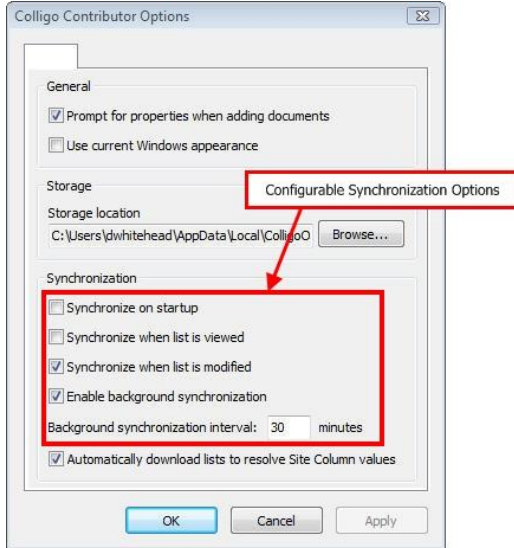 Colligo Contributor Options
General
Prompt for properties when adding documents
Use current Windows appearance
Storage
Configurable Synchronization Options
Storage location
C:\Users\dwhitehead\AppData\Local\ColligoO
Browse...
Synchronization
Synchronize on startup
Synchronize when list is viewed
Synchronize when list is modified
Enable background synchronization
Background synchronization interval: 30 minutes
Automatically download lists to resolve Site Column values
OK Cancel Apply